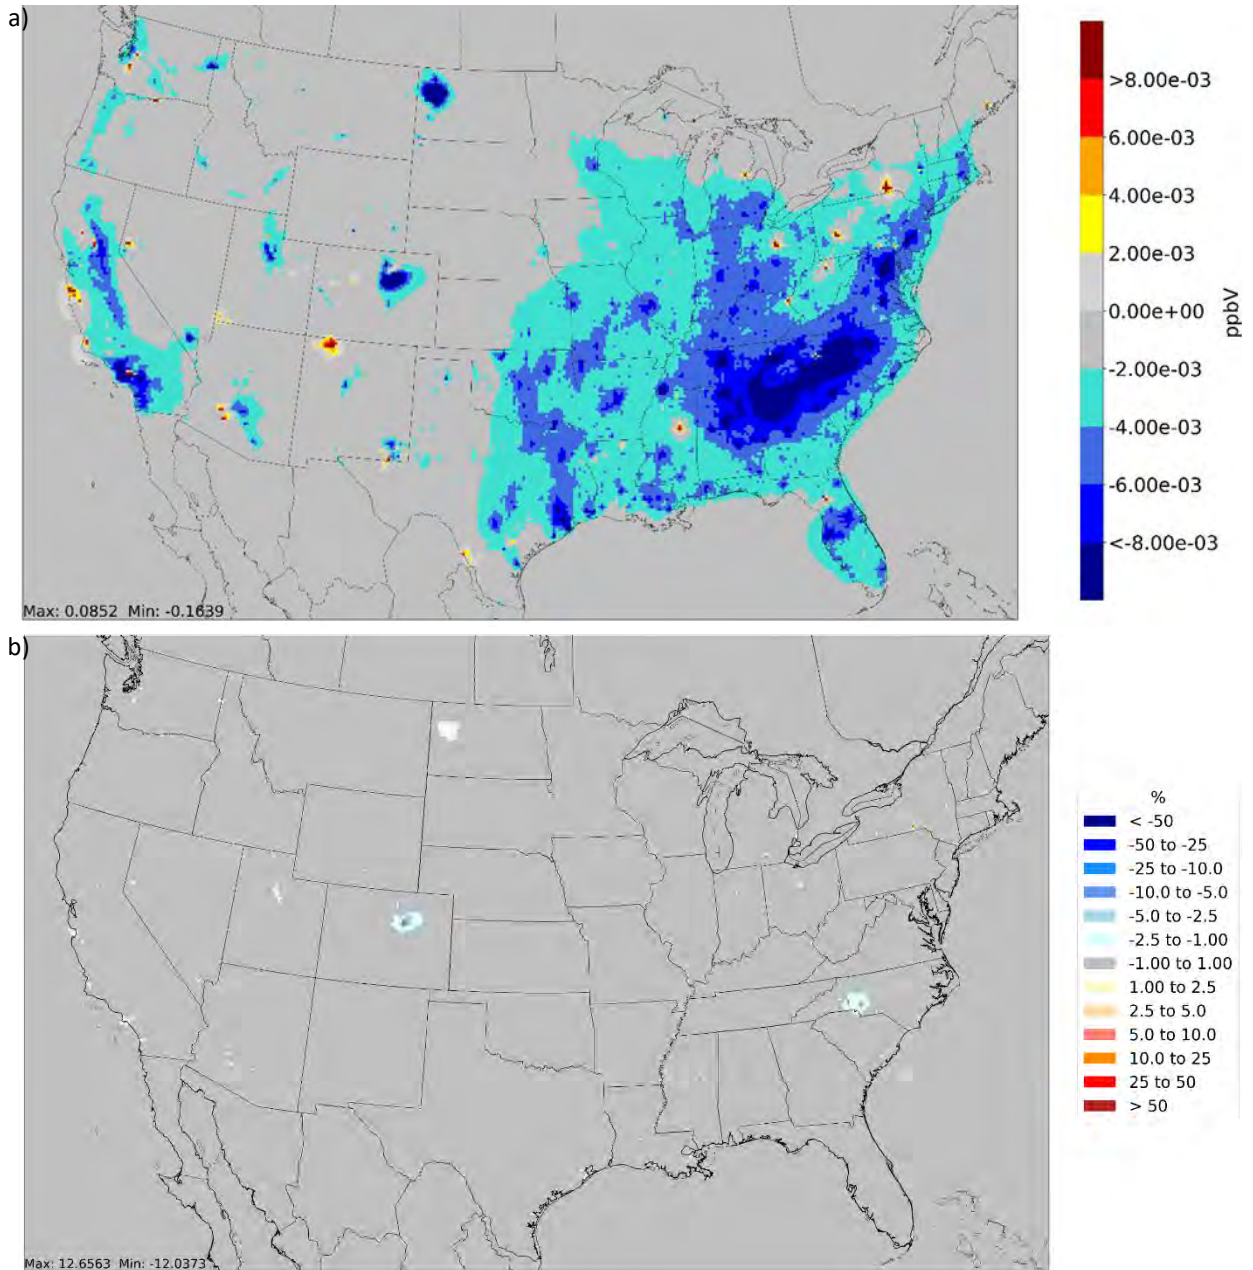 a)
>8.00e-03
6.00e-03
4.00e-03
2.00e-03
0.00e+00
-2.00e-03
-4.00e-03
-6.00e-03
<-8.00e-03
ppbV
Max: 0.0852 Min: -0.1639
b)
%
< -50
-50 to -25
-25 to -10.0
-10.0 to -5.0
-5.0 to -2.5
-2.5 to -1.00
-1.00 to 1.00
1.00 to 2.5
2.5 to 5.0
5.0 to 10.0
10.0 to 25
25 to 50
> 50
Max: 12.6563 Min: -12.0373